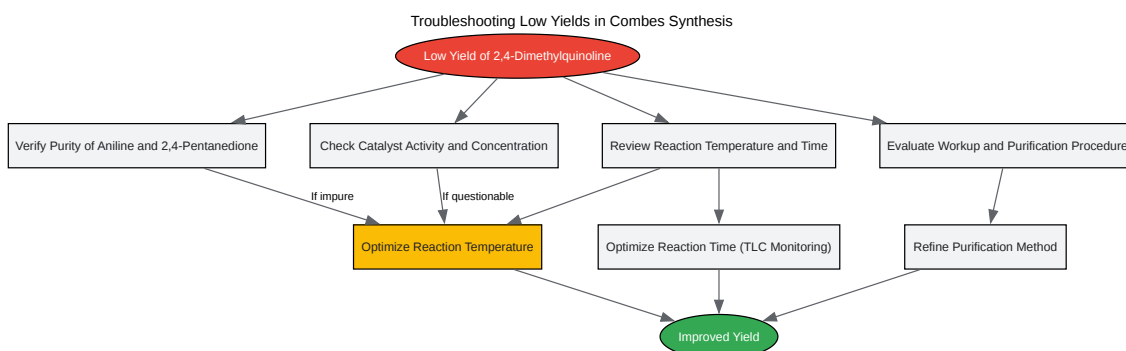 Troubleshooting Low Yields in Combes Synthesis
Low Yield of 2,4-Dimethylquinoline
Verify Purity of Aniline and 2,4-Pentanedione
Check Catalyst Activity and Concentration
Review Reaction Temperature and Time
Evaluate Workup and Purification Procedure
If impure
If questionable
Optimize Reaction Temperature
Optimize Reaction Time (TLC Monitoring)
Refine Purification Method
Improved Yield